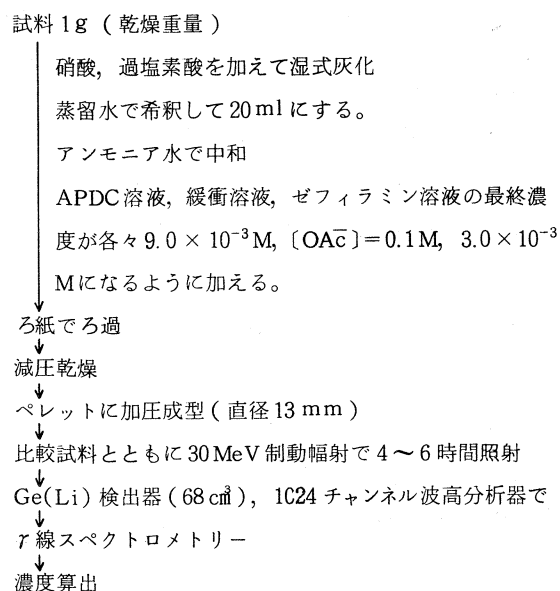 試料1g（乾燥重量）
硝酸，過塩素酸を加えて湿式灰化
蒸留水で希釈して20mlにする。
アンモニア水で中和
APDC溶液，緩衝溶液，ゼフィラミン溶液の最終濃
度が各々9.0×10⁻³M,〔OAc̄〕＝0.1M, 3.0×10⁻³
Mになるように加える。
ろ紙でろ過
減圧乾燥
ペレットに加圧成型（直径13mm）
比較試料とともに30MeV制動幅射で4〜6時間照射
Ge(Li)検出器（68cm³），1C24チャンネル波高分析器で
γ線スペクトロメトリー
濃度算出